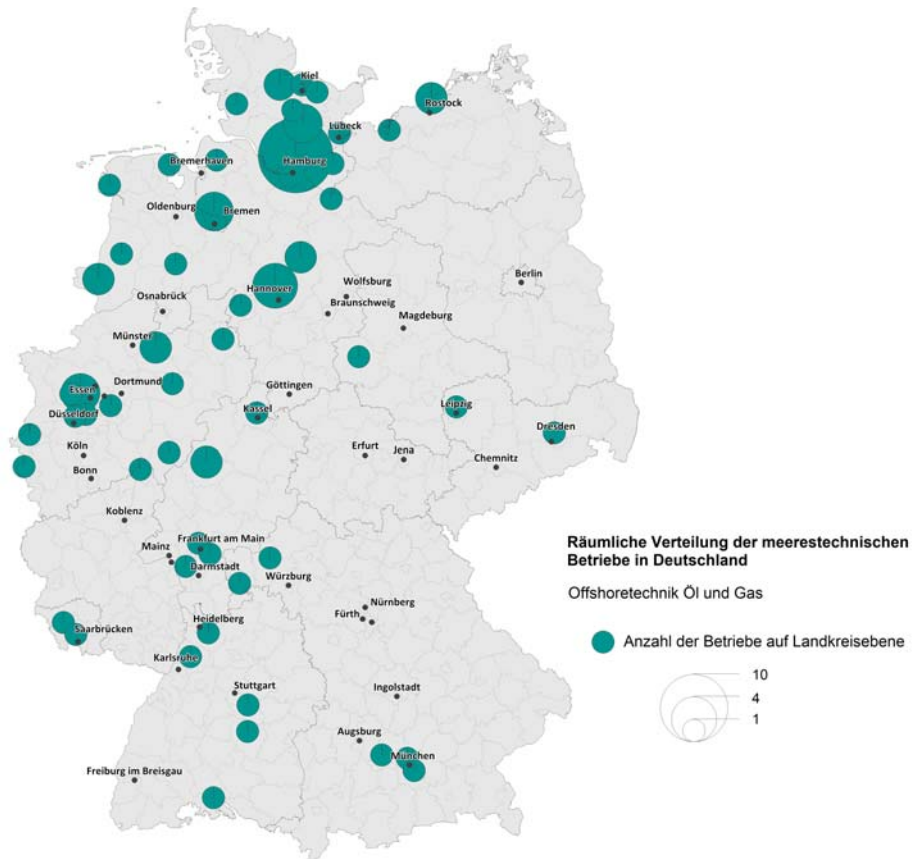 Kiel
Rostock
Lübeck
Hamburg
Bremerhaven
Oldenburg
Bremen
Berlin
Wolfsburg
Hannover
Braunschweig
Osnabrück
Magdeburg
Münster
Essen
Dortmund
Göttingen
Düsseldorf
Kassel
Leipzig
Dresden
Köln
Erfurt
Jena
Chemnitz
Bonn
Koblenz
Frankfurt am Main
Mainz
Darmstadt
Würzburg
Nürnberg
Fürth
Heidelberg
Saarbrücken
Karlsruhe
Stuttgart
Ingolstadt
Augsburg
München
Freiburg im Breisgau
Räumliche Verteilung der meerestechnischen
Betriebe in Deutschland
Offshoretechnik Öl und Gas
Anzahl der Betriebe auf Landkreisebene
10
4
1